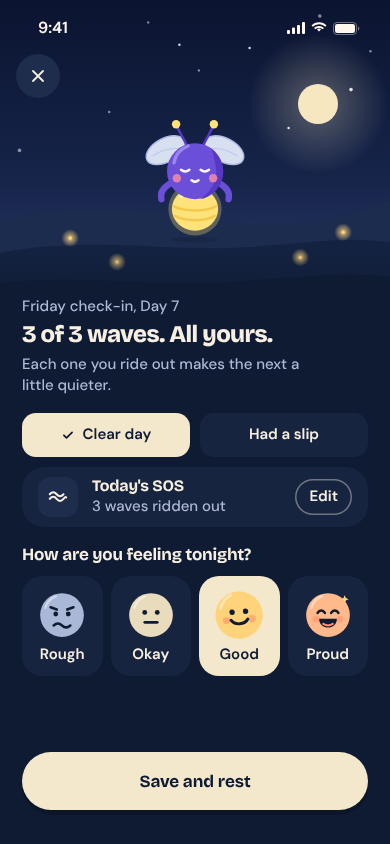 9:41
Friday check-in, Day 7
3 of 3 waves. All yours.
Each one you ride out makes the next a
little quieter.
Clear day
Had a slip
Today's SOS
3 waves ridden out
Edit
How are you feeling tonight?
Rough
Okay
Good
Proud
Save and rest